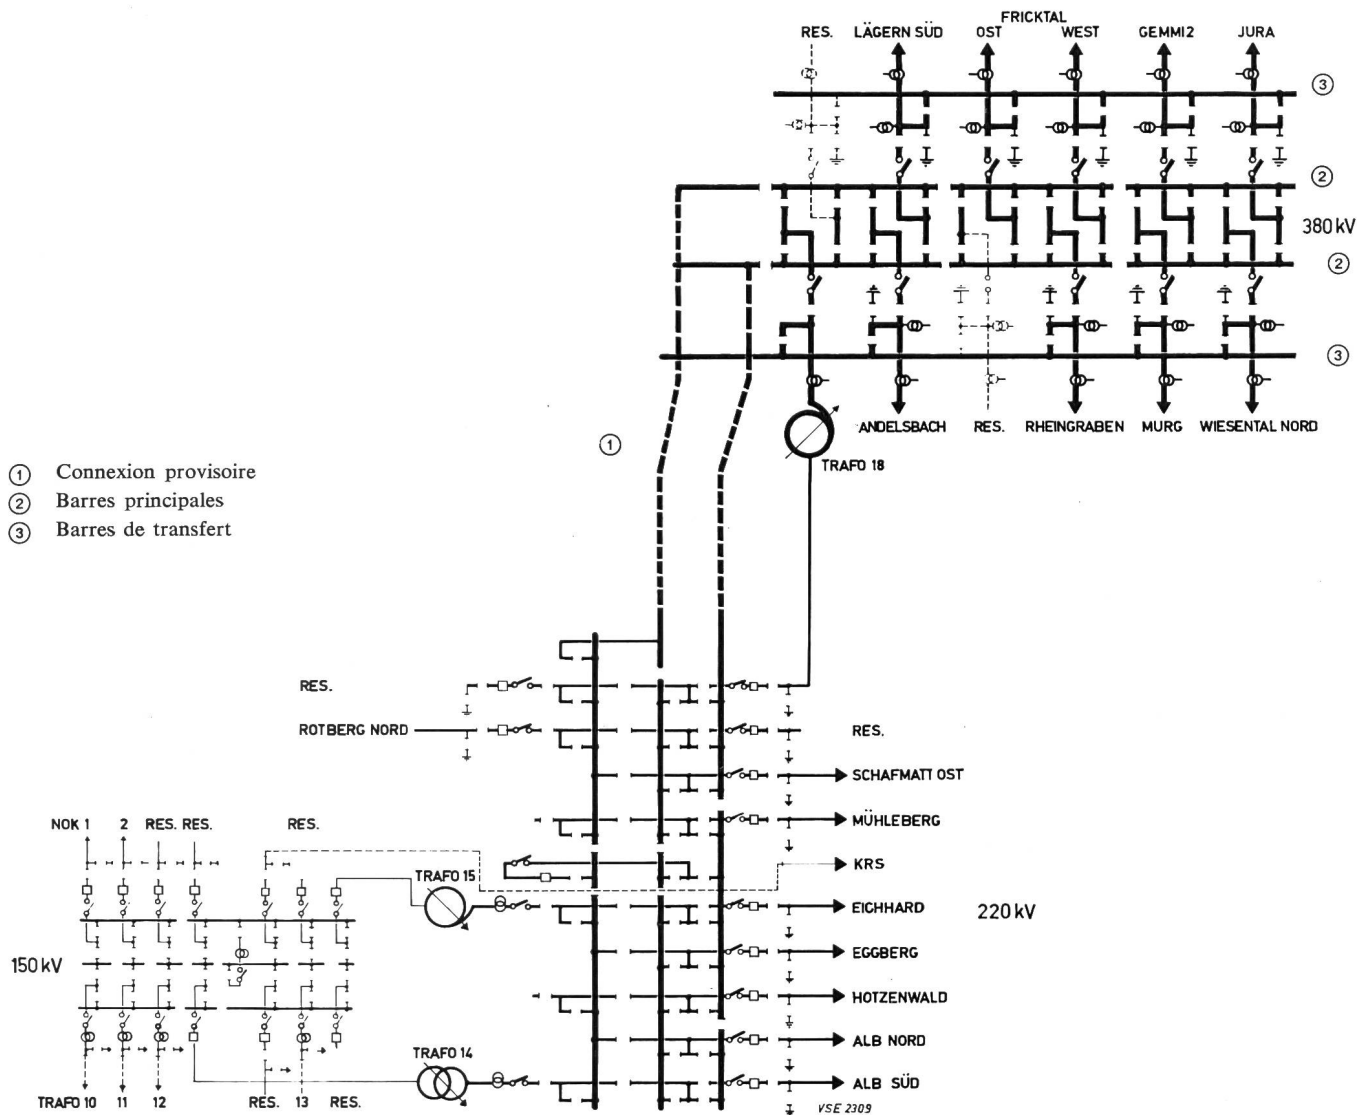 FRICKTAL
RES. LÄGERN SÜD OST WEST GEMMI 2 JURA
③
②
380 kV
②
③
ANDELSBACH RES. RHEINGRABEN MURG WIESENTAL NORD
①
TRAFO 18
① Connexion provisoire
② Barres principales
③ Barres de transfert
RES.
ROTBERG NORD
RES.
SCHAFMATT OST
NOK 1 2 RES. RES. RES.
MÜHLEBERG
KRS
TRAFO 15
EICHHARD
220 kV
EGGBERG
150 kV
HOTZENWALD
ALB NORD
TRAFO 14
ALB SÜD
TRAFO 10 11 12 RES. 13 RES.
VSE 2309